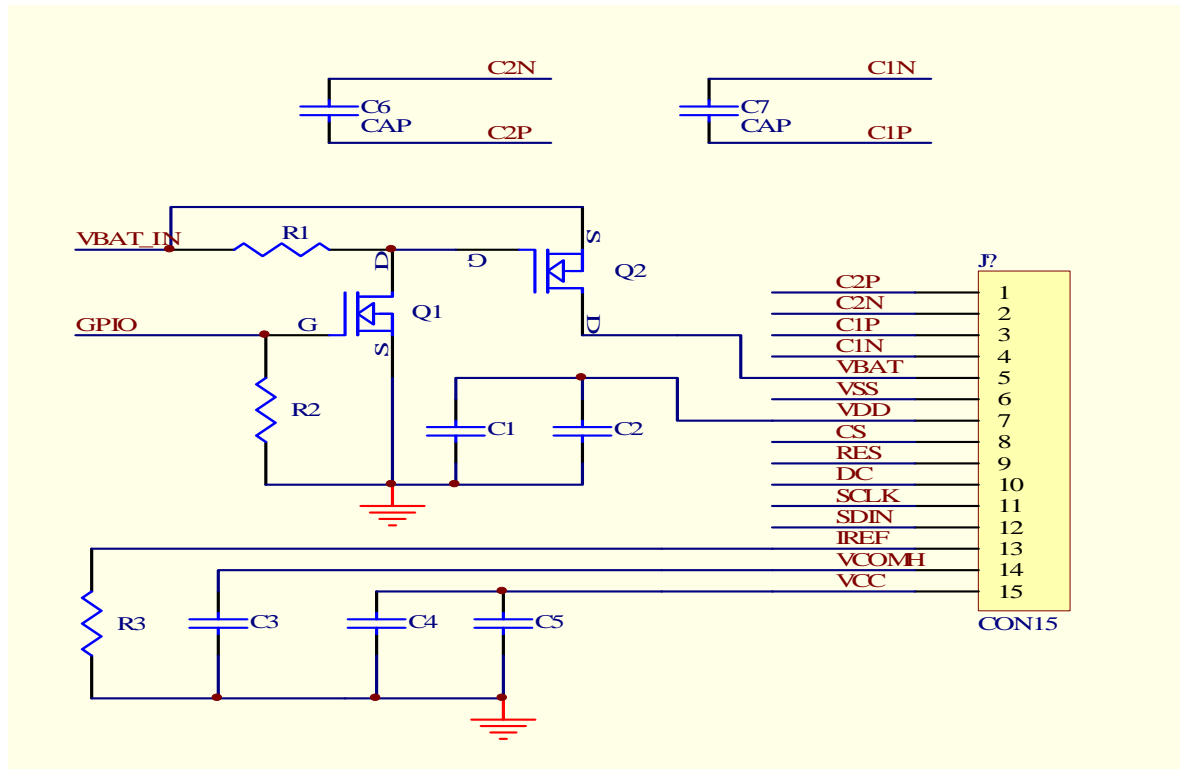 C2N
C6
CAP
C2P
C1N
C7
CAP
C1P
VBAT_IN
R1
D
G
S
Q2
D
GPIO
G
Q1
S
R2
C1
C2
J?
C2P 1
C2N 2
C1P 3
C1N 4
VBAT 5
VSS 6
VDD 7
CS 8
RES 9
DC 10
SCLK 11
SDIN 12
IREF 13
VCOMH 14
VCC 15
CON15
R3
C3
C4
C5